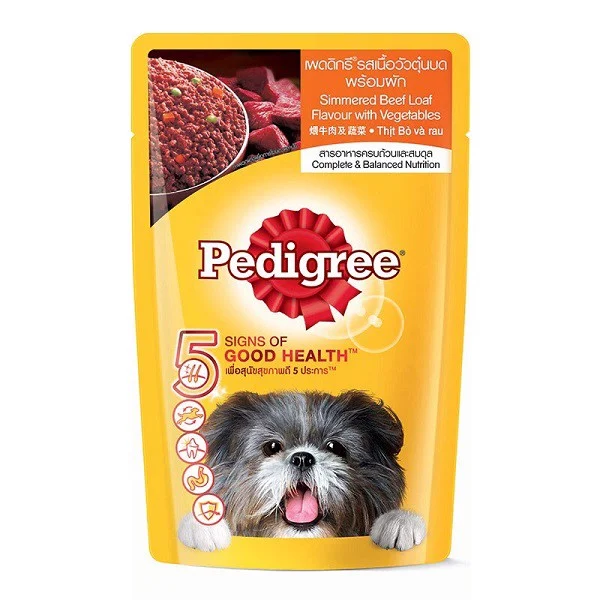 เพดดิกรี® รสเนื้อวัวตุ๋นบด
พร้อมผัก
Simmered Beef Loaf
Flavour with Vegetables
燉牛肉及蔬菜 • Thịt Bò và rau
สารอาหารครบถ้วนและสมดุล
Complete & Balanced Nutrition
Pedigree®
5 SIGNS OF
GOOD HEALTH™
เพื่อสุนัขสุขภาพดี 5 ประการ™